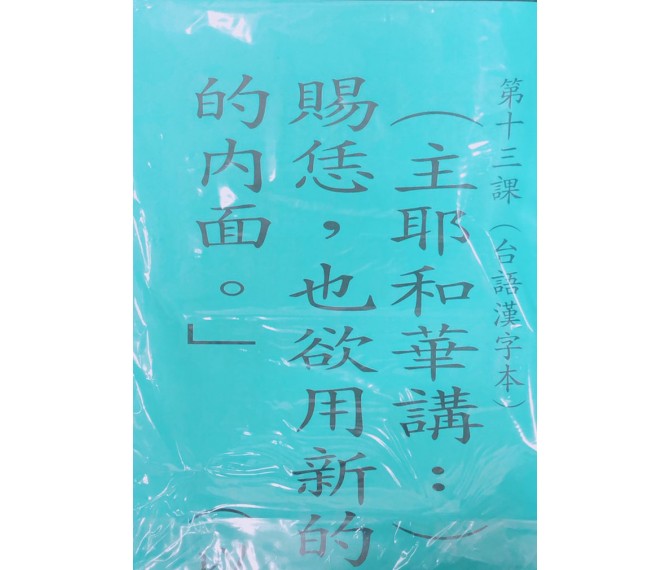 第十三課（台語漢字本）
（主耶和華講：）
賜恁，也欲用新的
的内面。」
（